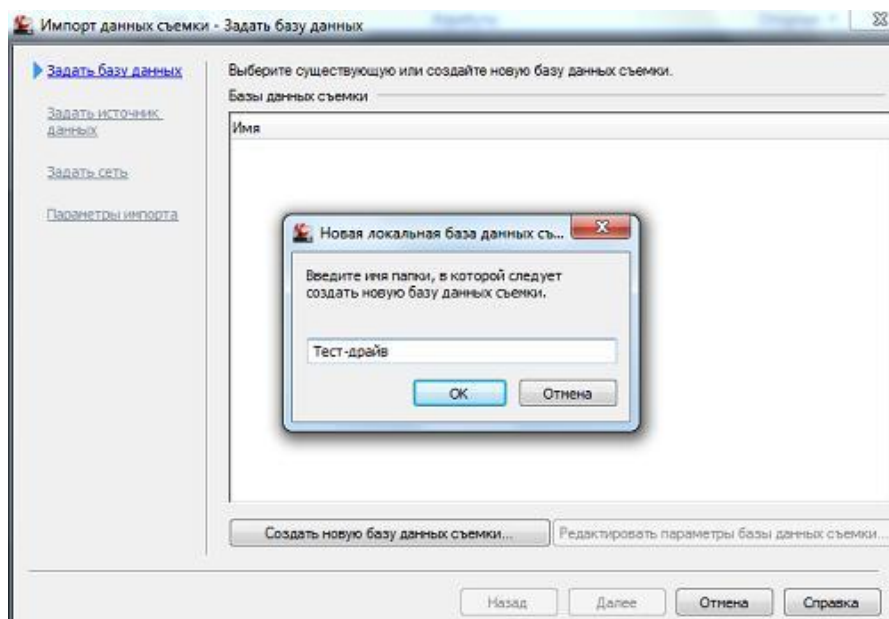 Импорт данных съемки - Задать базу данных
Задать базу данных
Задать источник
данных
Задать сеть
Параметры импорта
Выберите существующую или создайте новую базу данных съемки.
Базы данных съемки
Имя
Новая локальная база данных съ...
Введите имя папки, в которой следует
создать новую базу данных съемки.
Тест-драйв
ОК
Отмена
Создать новую базу данных съемки...
Редактировать параметры базы данных съемки...
Назад
Далее
Отмена
Справка